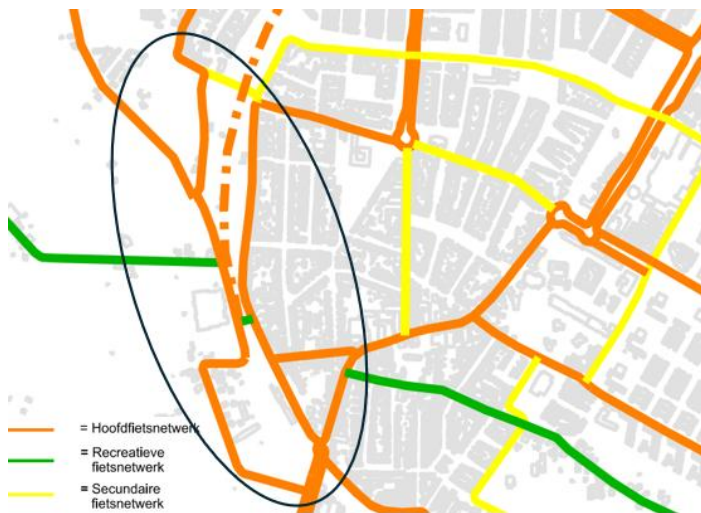 = Hoofdfietsnetwerk
= Recreatieve
fietsnetwerk
= Secundaire
fietsnetwerk